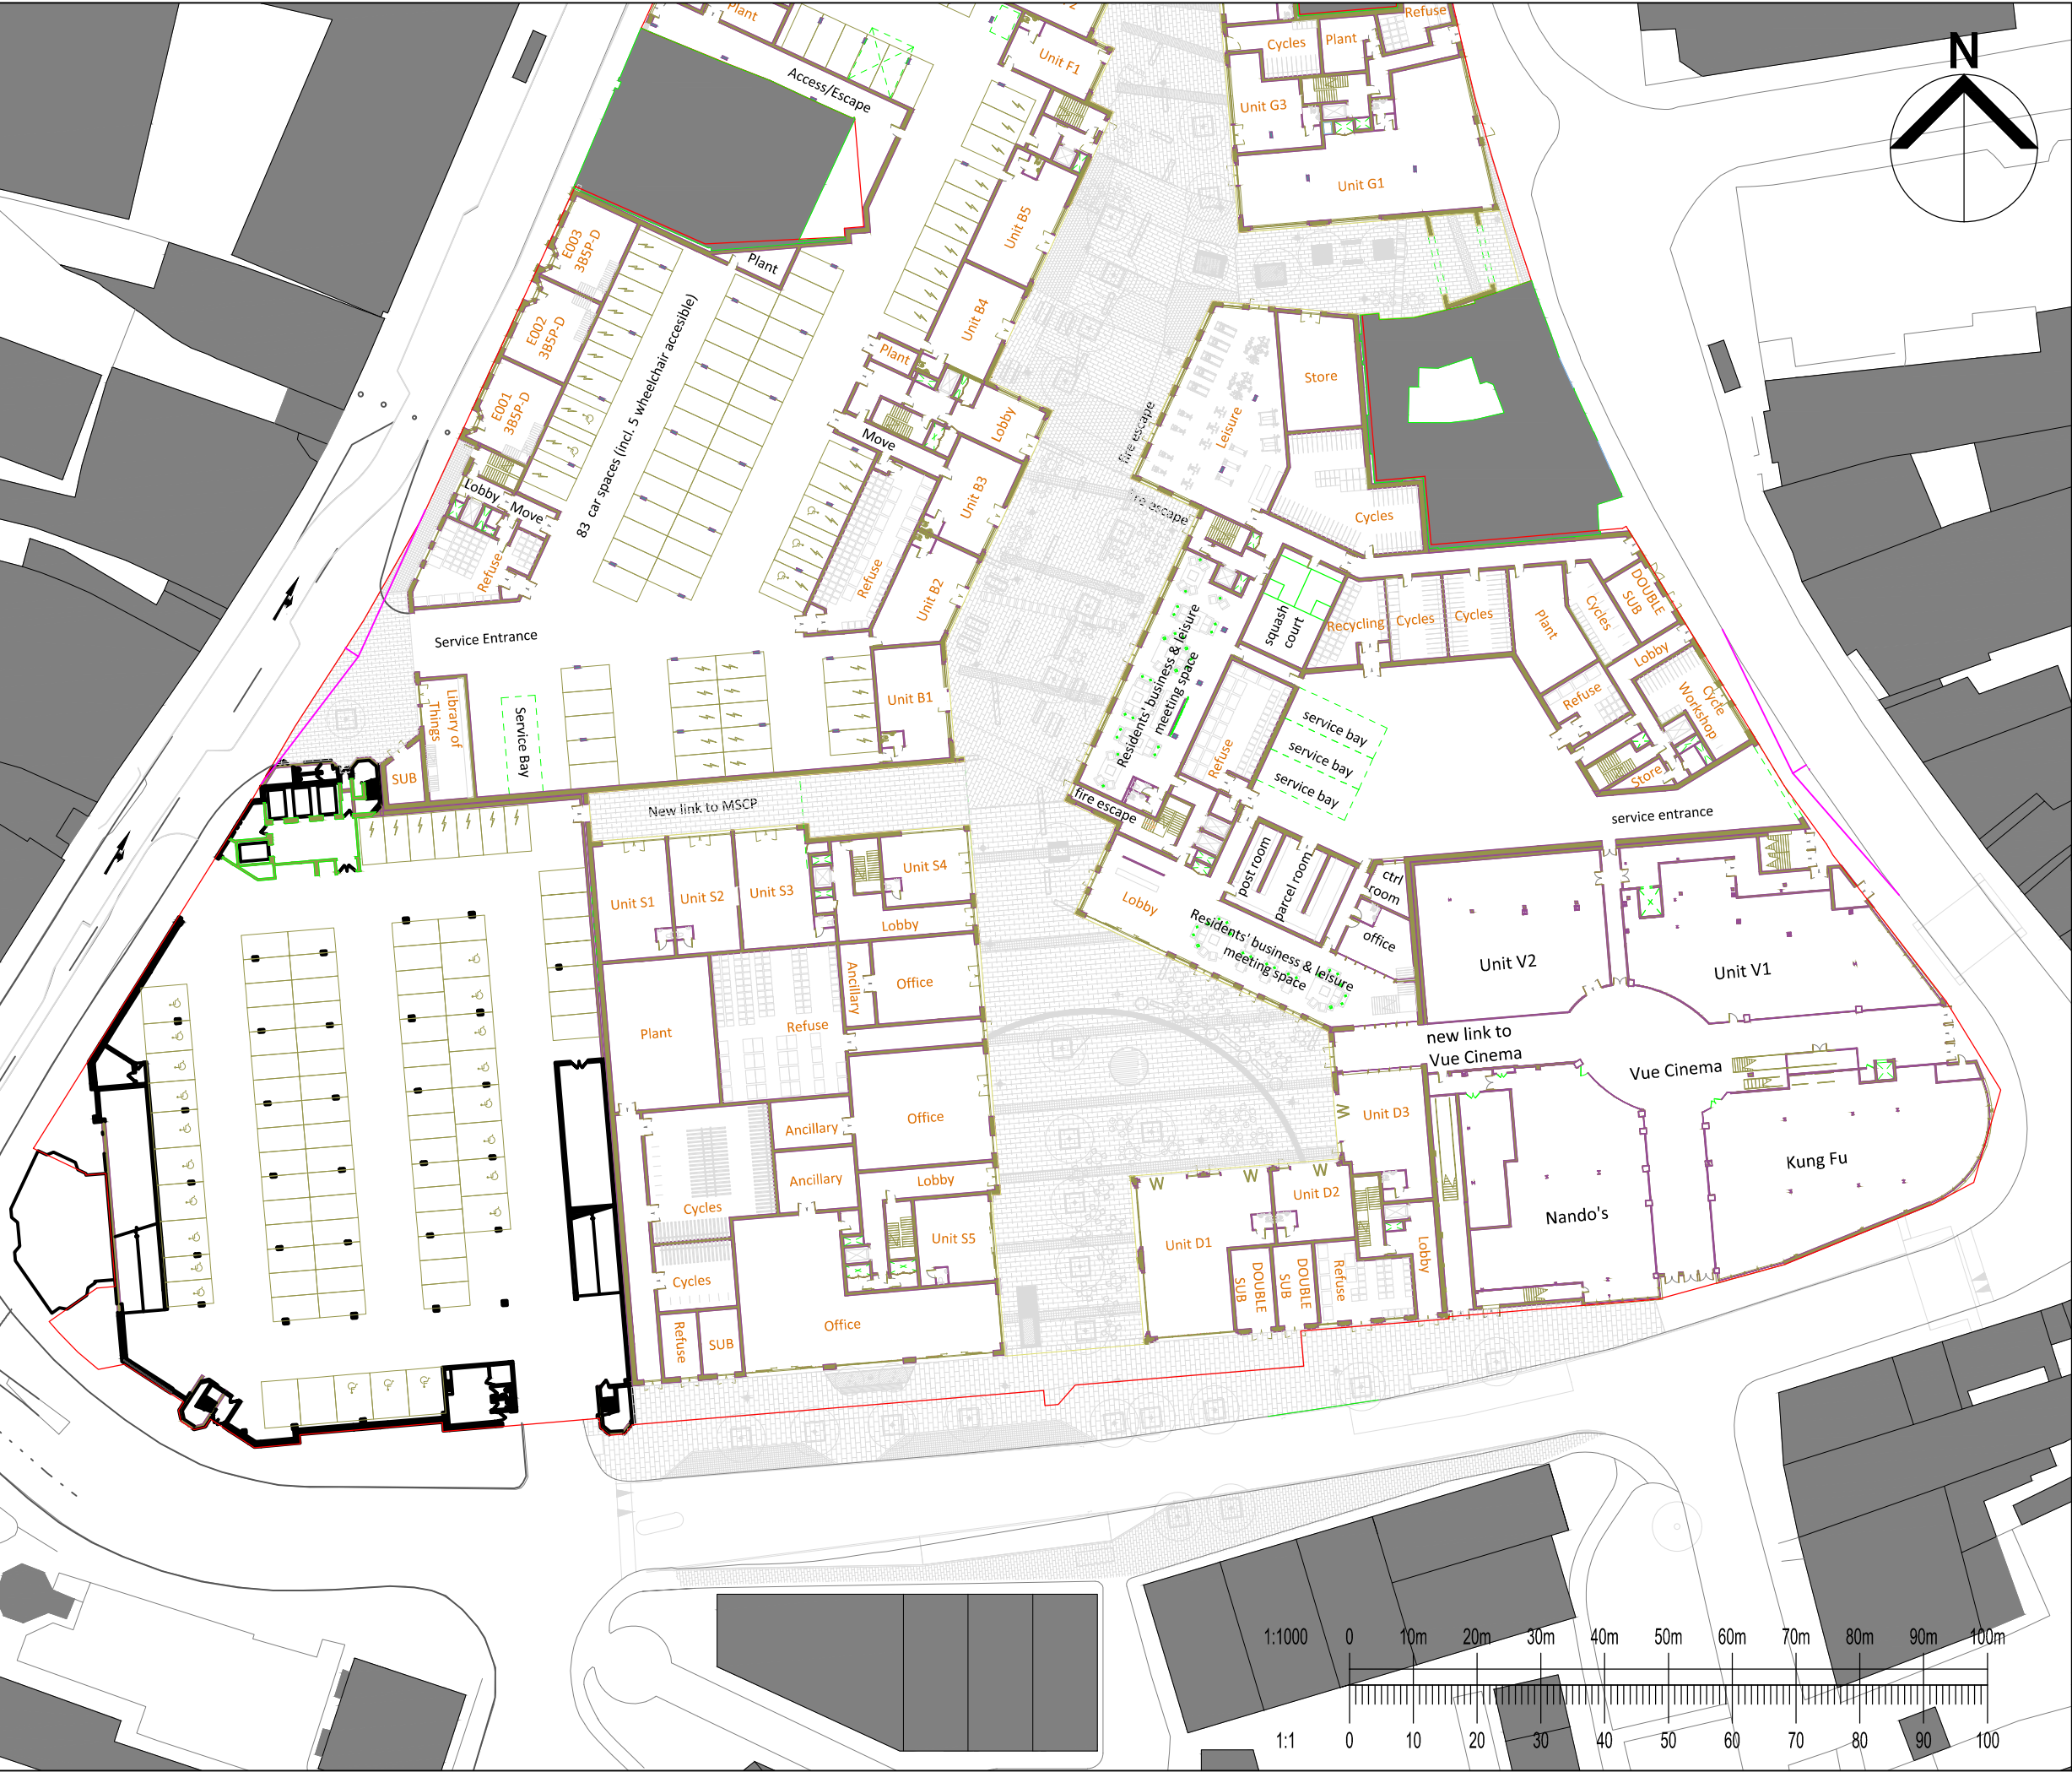 Plant
Refuse
Unit F1
Cycles
Plant
N
Access/Escape
Unit G3
Unit G1
Unit B5
E003
3B5P-D
Plant
E002
3B5P-D
Unit B4
Plant
E001
3B5P-D
83 car spaces (incl. 5 wheelchair accesible)
Store
Leisure
fire escape
Lobby
Move
Unit B3
Lobby
Move
fire escape
Cycles
Refuse
Refuse
Unit B2
Service Entrance
squash
court
Recycling
Cycles
Cycles
Plant
Cycles
DOUBLE
SUB
Lobby
Residents' business & leisure
meeting space
Library of
Things
Service Bay
Unit B1
Refuse
Cycle
Workshop
service bay
service bay
service bay
Refuse
SUB
Store
New link to MSCP
fire escape
service entrance
Unit S1
Unit S2
Unit S3
Unit S4
Lobby
Lobby
post room
parcel room
ctrl
room
office
Residents' business & leisure
meeting space
Unit V2
Unit V1
Ancillary
Office
Plant
Refuse
new link to
Vue Cinema
Vue Cinema
Office
Ancillary
Unit D3
W
Ancillary
Lobby
W
W
W
Kung Fu
Cycles
Unit D2
Nando's
Unit S5
Unit D1
Lobby
Cycles
DOUBLE
SUB
DOUBLE
SUB
Refuse
Office
Refuse
SUB
1:1000 0 10m 20m 30m 40m 50m 60m 70m 80m 90m 100m
1:1 0 10 20 30 40 50 60 70 80 90 100